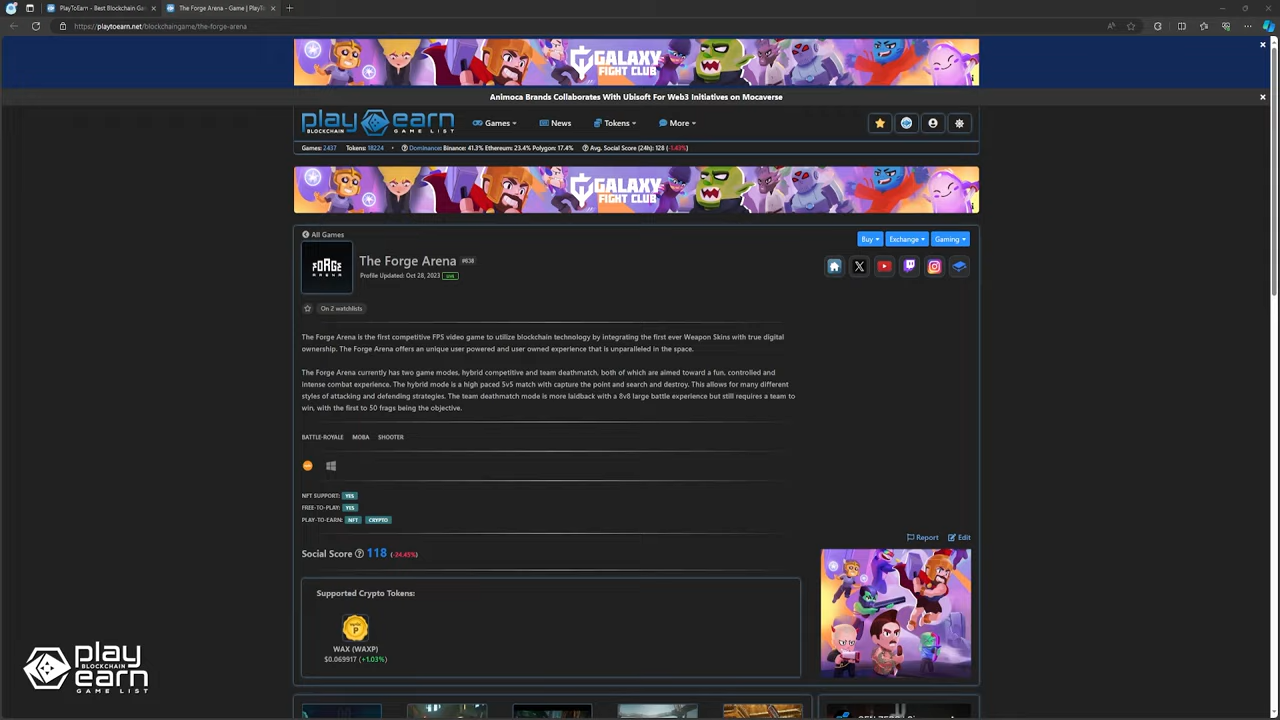 PlayToEarn - Best Blockchain Ga
The Forge Arena - Game | PlayTo
https://playtoearn.net/blockchaingame/the-forge-arena
GALAXY
FIGHT CLUB
Animoca Brands Collaborates With Ubisoft For Web3 Initiatives on Mocaverse
play earn
BLOCKCHAIN GAME LIST
Games News Tokens More
Games: 2437 Tokens: 18224 • Dominance: Binance: 41.3% Ethereum: 23.4% Polygon: 17.4% Avg. Social Score (24h): 128 (-1.63%)
GALAXY
FIGHT CLUB
All Games
Buy Exchange Gaming
FORGE
ARENA
The Forge Arena #638
Profile Updated: Oct 28, 2023 LIVE
On 2 watchlists
The Forge Arena is the first competitive FPS video game to utilize blockchain technology by integrating the first ever Weapon Skins with true digital
ownership. The Forge Arena offers an unique user powered and user owned experience that is unparalleled in the space.
The Forge Arena currently has two game modes, hybrid competitive and team deathmatch, both of which are aimed toward a fun, controlled and
intense combat experience. The hybrid mode is a high paced 5v5 match with capture the point and search and destroy. This allows for many different
styles of attacking and defending strategies. The team deathmatch mode is more laidback with a 8v8 large battle experience but still requires a team to
win, with the first to 50 frags being the objective.
BATTLE-ROYALE MOBA SHOOTER
NFT SUPPORT: YES
FREE-TO-PLAY: YES
PLAY-TO-EARN: NFT CRYPTO
Report Edit
Social Score 118 (-24.45%)
Supported Crypto Tokens:
WAX (WAXP)
$0.069917 (+1.03%)
play
BLOCKCHAIN
earn
GAME LIST